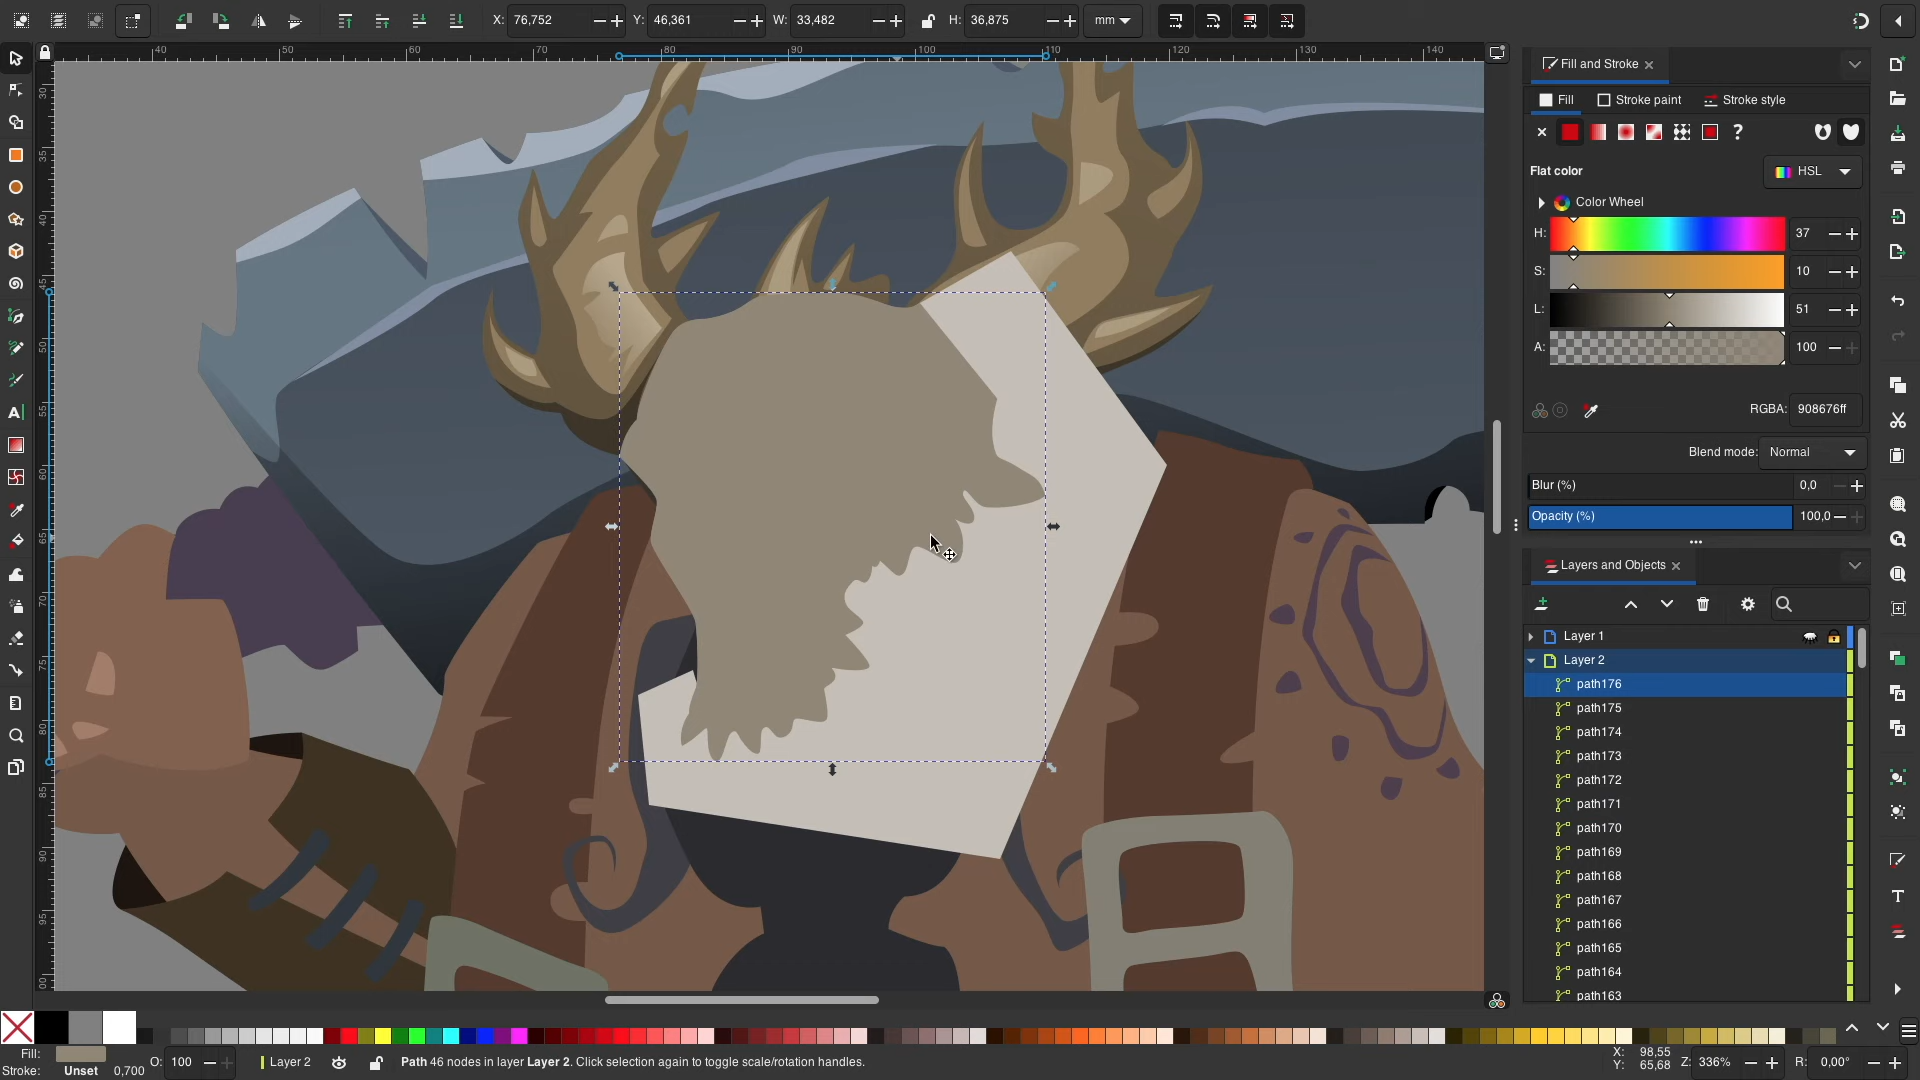 X: 76,752 Y: 46,361 W: 33,482 H: 36,875 mm
Fill and Stroke
Fill Stroke paint Stroke style
Flat color HSL
Color Wheel
H: 37
S: 10
L: 51
A: 100
RGBA: 908676ff
Blend mode: Normal
Blur (%) 0,0
Opacity (%) 100,0
Layers and Objects
Layer 1
Layer 2
path176
path175
path174
path173
path172
path171
path170
path169
path168
path167
path166
path165
path164
path163
40 50 60 70 80 90 100 110 120 130 140
Fill:
Stroke: Unset 0,700
O: 100
Layer 2
Path 46 nodes in layer Layer 2. Click selection again to toggle scale/rotation handles.
X: 98,55
Y: 65,68
Z: 336%
R: 0,00°